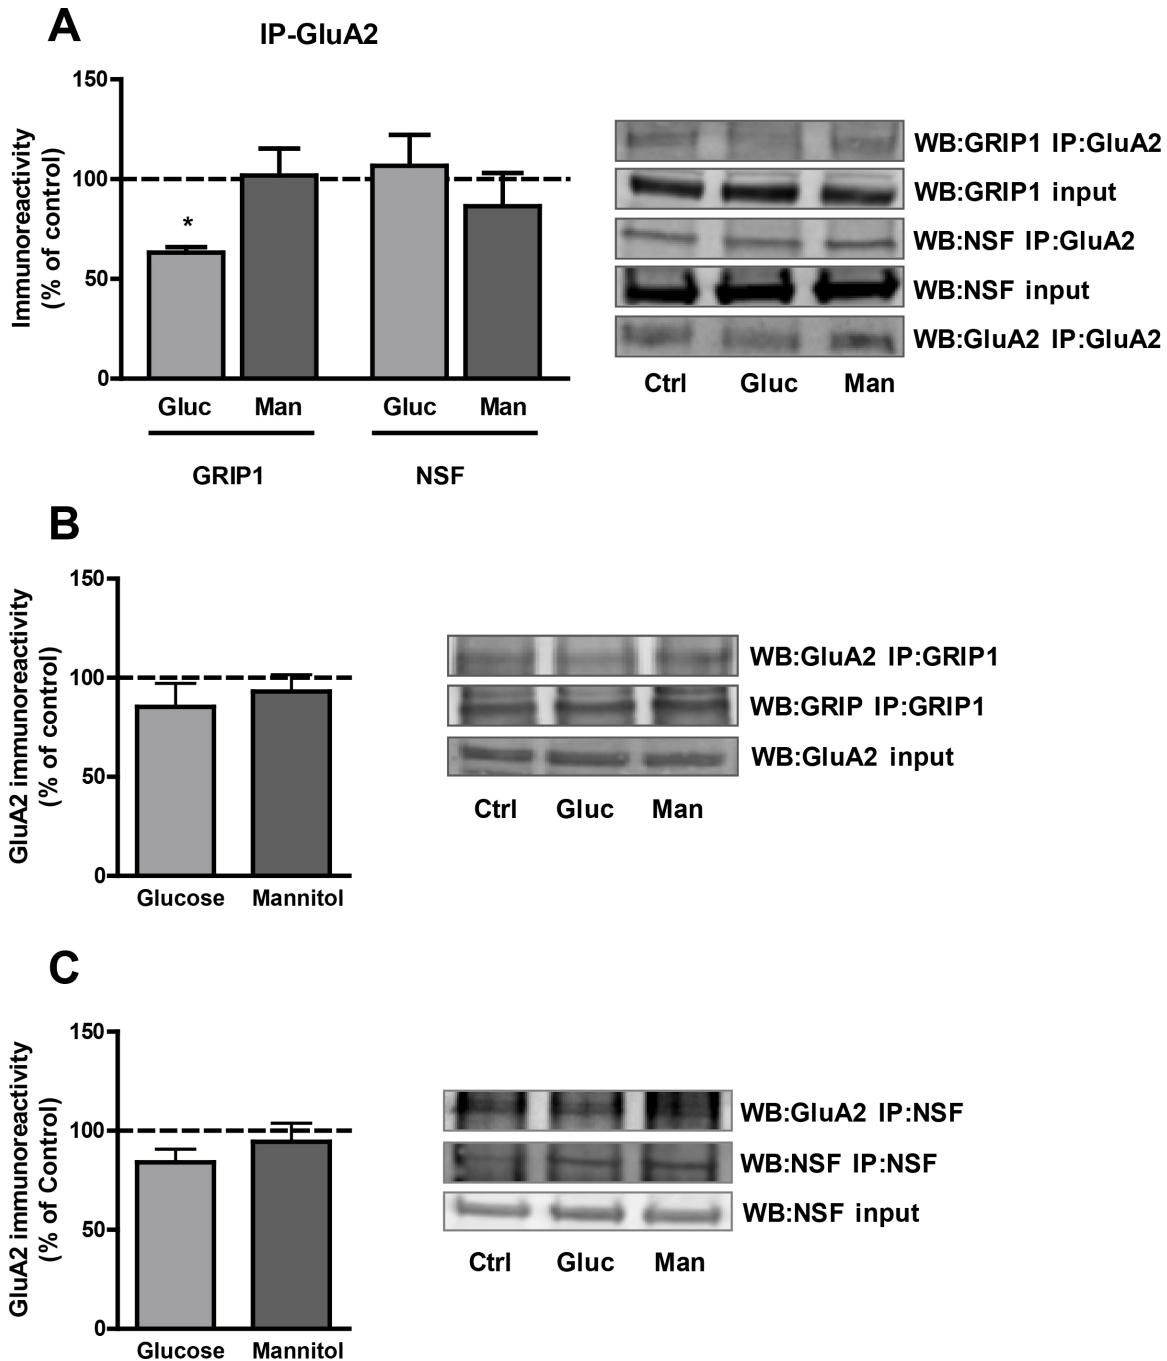 A
IP-GluA2
Immunoreactivity
(% of control)
150
100
50
0
*
Gluc Man Gluc Man
GRIP1 NSF
WB:GRIP1 IP:GluA2
WB:GRIP1 input
WB:NSF IP:GluA2
WB:NSF input
WB:GluA2 IP:GluA2
Ctrl Gluc Man
B
GluA2 immunoreactivity
(% of control)
150
100
50
0
Glucose Mannitol
WB:GluA2 IP:GRIP1
WB:GRIP IP:GRIP1
WB:GluA2 input
Ctrl Gluc Man
C
GluA2 immunoreactivity
(% of Control)
150
100
50
0
Glucose Mannitol
WB:GluA2 IP:NSF
WB:NSF IP:NSF
WB:NSF input
Ctrl Gluc Man